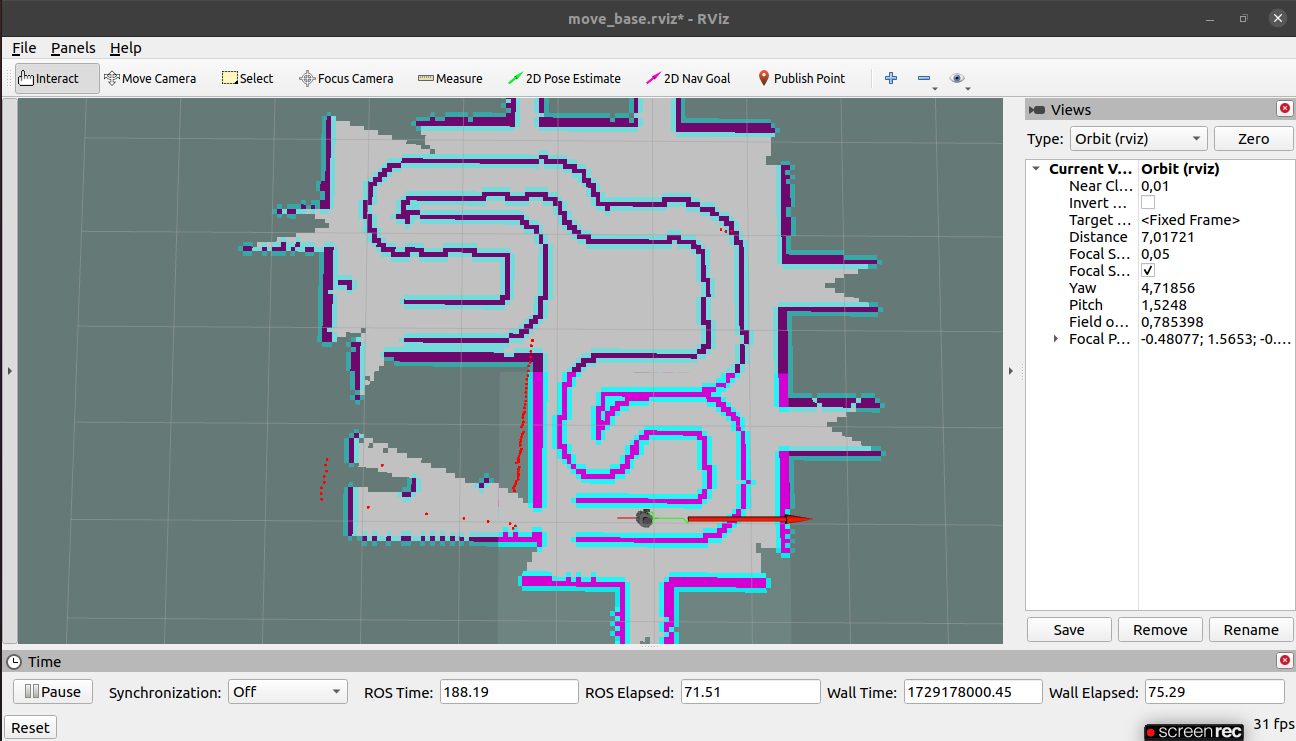 move_base.rviz* - RViz
File Panels Help
Interact Move Camera Select Focus Camera Measure 2D Pose Estimate 2D Nav Goal Publish Point
Views
Type: Orbit (rviz) Zero
Current V... Orbit (rviz)
Near Cl... 0,01
Invert ...
Target ... <Fixed Frame>
Distance 7,01721
Focal S... 0,05
Focal S...
Yaw 4,71856
Pitch 1,5248
Field o... 0,785398
Focal P... -0.48077; 1.5653; -0....
Save Remove Rename
Time
Pause Synchronization: Off ROS Time: 188.19 ROS Elapsed: 71.51 Wall Time: 1729178000.45 Wall Elapsed: 75.29
Reset screenrec 31 fps